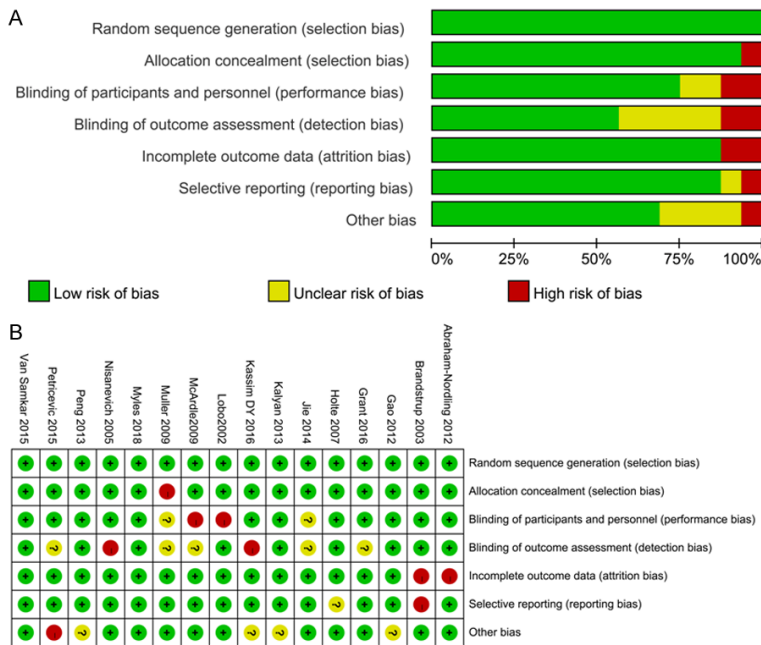 A
Random sequence generation (selection bias)
Allocation concealment (selection bias)
Blinding of participants and personnel (performance bias)
Blinding of outcome assessment (detection bias)
Incomplete outcome data (attrition bias)
Selective reporting (reporting bias)
Other bias
0% 25% 50% 75% 100%
Low risk of bias Unclear risk of bias High risk of bias
B
Van Samkar 2015
Petricevic 2015
Peng 2013
Nisanevich 2005
Myles 2018
Muller 2009
McArdle2009
Lobo2002
Kassim DY 2016
Kalyan 2013
Jie 2014
Holte 2007
Grant 2016
Gao 2012
Brandstrup 2003
Abraham-Nordling 2012
+ + + + + + + + + + + + + + + + Random sequence generation (selection bias)
+ + + + + + + + + + + + + + + Allocation concealment (selection bias)
+ + + + + ? + + ? + + + + + Blinding of participants and personnel (performance bias)
+ ? + + ? ? + + ? + ? + + + Blinding of outcome assessment (detection bias)
+ + + + + + + + + + + + + + Incomplete outcome data (attrition bias)
+ + + + + + + + + + + ? + + + Selective reporting (reporting bias)
+ ? + + + + + ? ? + + + ? + + Other bias